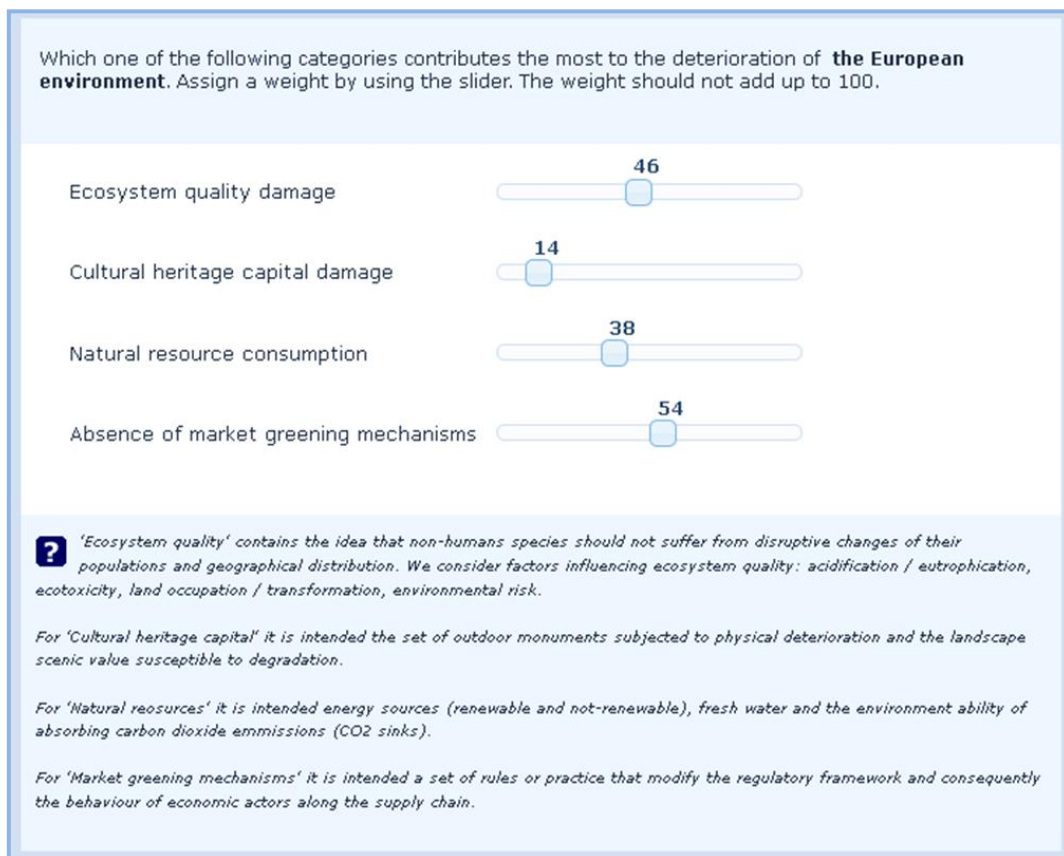 Which one of the following categories contributes the most to the deterioration of the European
environment. Assign a weight by using the slider. The weight should not add up to 100.
46
Ecosystem quality damage
14
Cultural heritage capital damage
38
Natural resource consumption
54
Absence of market greening mechanisms
? 'Ecosystem quality' contains the idea that non-humans species should not suffer from disruptive changes of their
populations and geographical distribution. We consider factors influencing ecosystem quality: acidification / eutrophication,
ecotoxicity, land occupation / transformation, environmental risk.
For 'Cultural heritage capital' it is intended the set of outdoor monuments subjected to physical deterioration and the landscape
scenic value susceptible to degradation.
For 'Natural reosurces' it is intended energy sources (renewable and not-renewable), fresh water and the environment ability of
absorbing carbon dioxide emmissions (CO2 sinks).
For 'Market greening mechanisms' it is intended a set of rules or practice that modify the regulatory framework and consequently
the behaviour of economic actors along the supply chain.